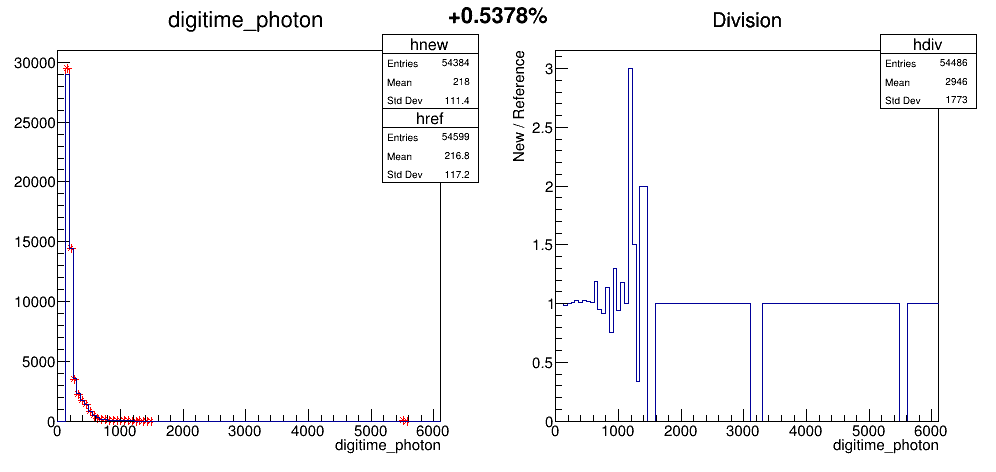 +0.5378%
digitime_photon
hnew
Entries 54384
Mean 218
Std Dev 111.4
href
Entries 54599
Mean 216.8
Std Dev 117.2
30000
25000
20000
15000
10000
5000
0
0 1000 2000 3000 4000 5000 6000
digitime_photon
Division
hdiv
Entries 54486
Mean 2946
Std Dev 1773
New / Reference
3
2.5
2
1.5
1
0.5
0
0 1000 2000 3000 4000 5000 6000
digitime_photon